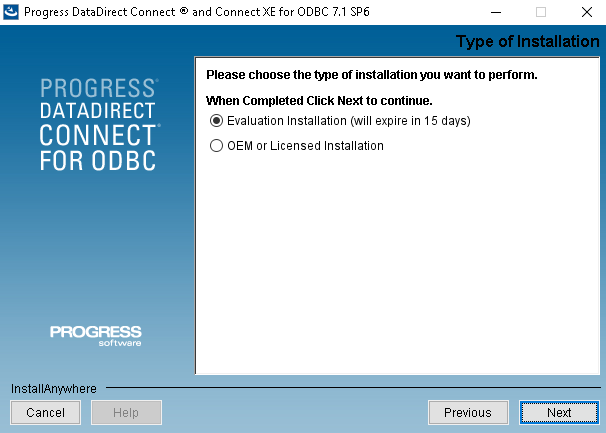 Progress DataDirect Connect ® and Connect XE for ODBC 7.1 SP6
Type of Installation
PROGRESS®
DATADIRECT
CONNECT®
FOR ODBC
PROGRESS
software
Please choose the type of installation you want to perform.
When Completed Click Next to continue.
Evaluation Installation (will expire in 15 days)
OEM or Licensed Installation
InstallAnywhere
Cancel
Help
Previous
Next